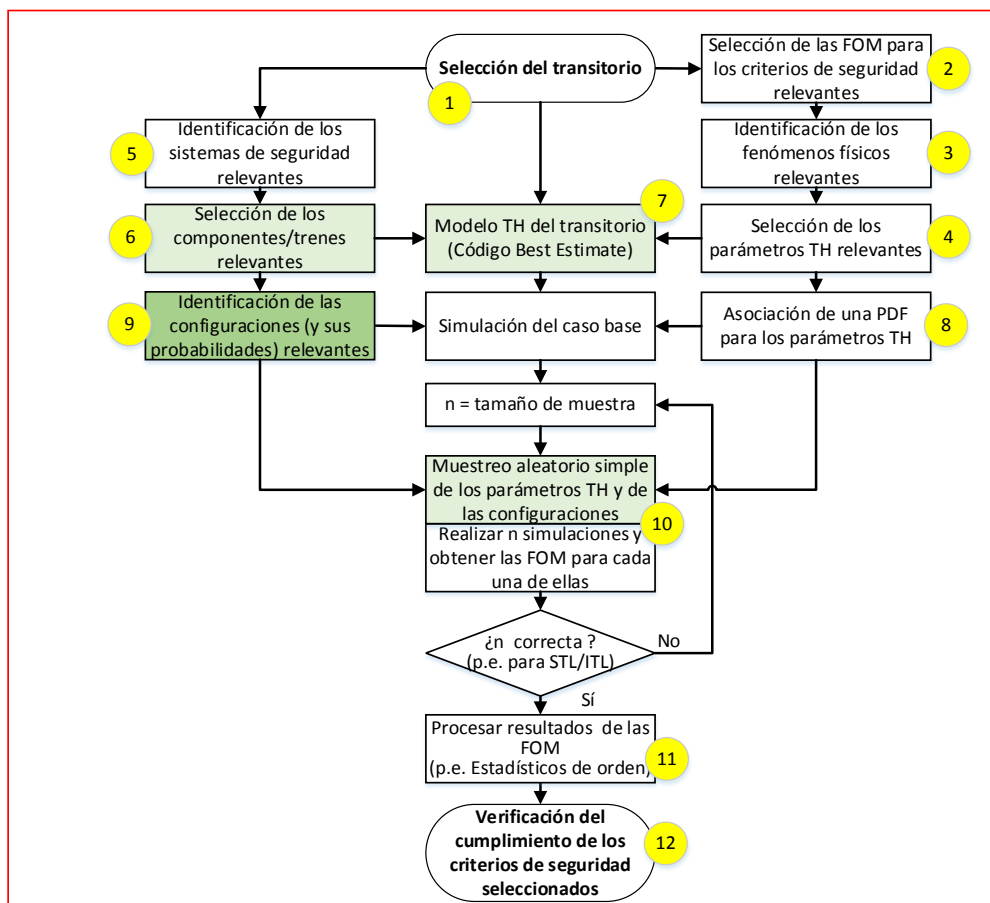 Selección del transitorio
1
Selección de las FOM para
los criterios de seguridad
relevantes
2
Identificación de los
sistemas de seguridad
relevantes
5
Identificación de los
fenómenos físicos
relevantes
3
Selección de los
componentes/trenes
relevantes
6
Modelo TH del transitorio
(Código Best Estimate)
7
Selección de los
parámetros TH relevantes
4
Identificación de las
configuraciones (y sus
probabilidades) relevantes
9
Simulación del caso base
Asociación de una PDF
para los parámetros TH
8
n = tamaño de muestra
Muestreo aleatorio simple
de los parámetros TH y de
las configuraciones
10
Realizar n simulaciones y
obtener las FOM para cada
una de ellas
¿n correcta ?
(p.e. para STL/ITL)
No
Sí
Procesar resultados de las
FOM
(p.e. Estadísticos de orden)
11
Verificación del
cumplimiento de los
criterios de seguridad
seleccionados
12